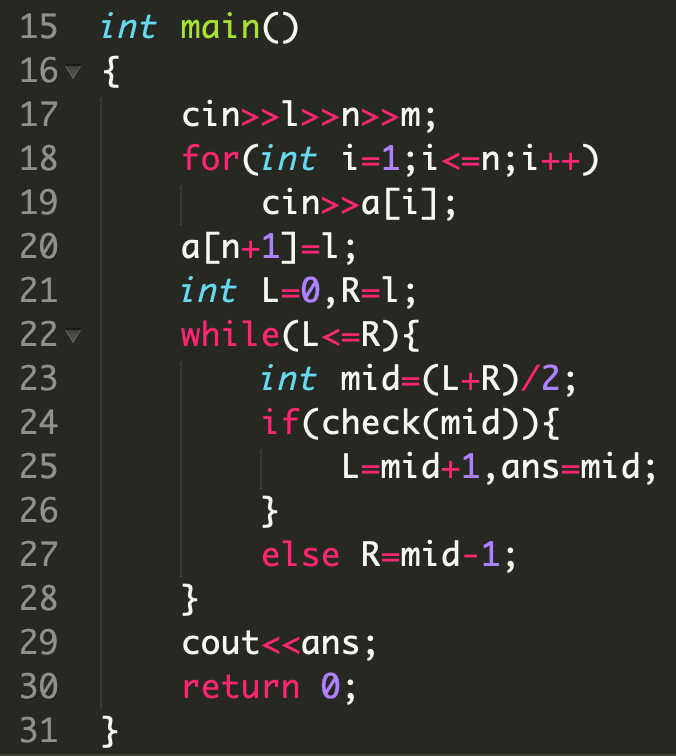 15 int main()
16 {
17 cin>>l>>n>>m;
18 for(int i=1;i<=n;i++)
19 cin>>a[i];
20 a[n+1]=l;
21 int L=0,R=l;
22 while(L<=R){
23 int mid=(L+R)/2;
24 if(check(mid)){
25 L=mid+1,ans=mid;
26 }
27 else R=mid-1;
28 }
29 cout<<ans;
30 return 0;
31 }